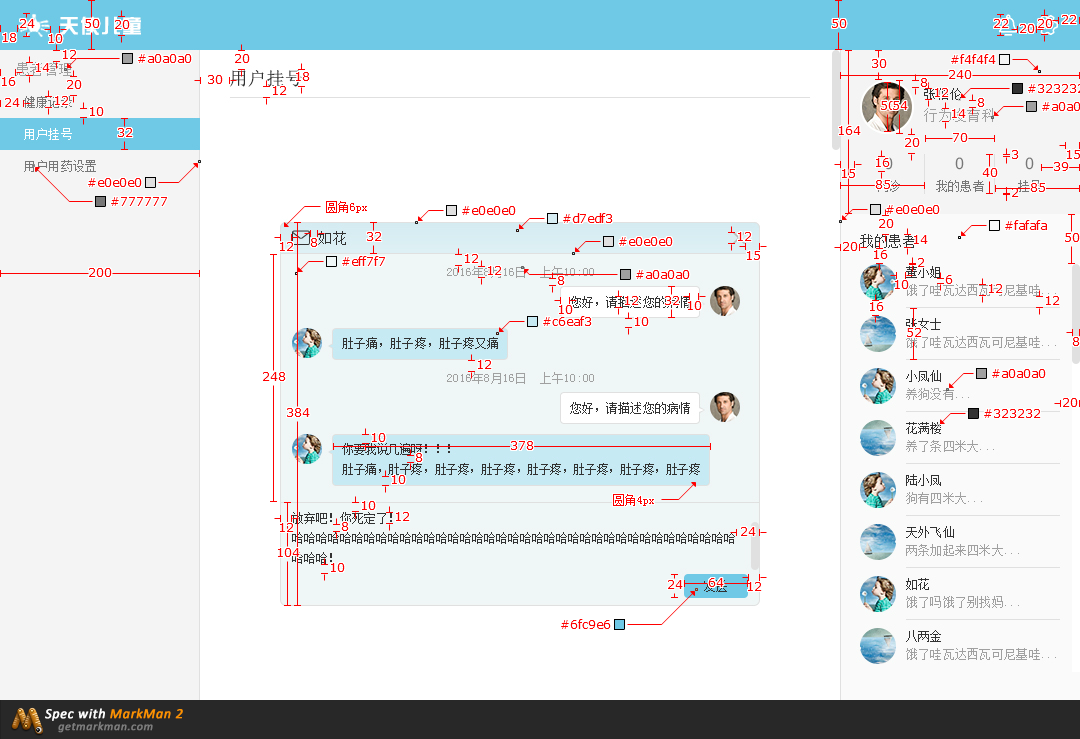 天使儿童
24
50
20
18
10
50
22
20
20
22
患者管理
12
#a0a0a0
14
16
20
24
健康记录
12
10
用户挂号
32
用户用药设置
#e0e0e0
#777777
200
20
30
用户挂号
18
12
圆角6px
#e0e0e0
#d7edf3
#e0e0e0
12
8
如花
32
12
15
#eff7f7
12
12
2016年8月16日 上午10:00
#a0a0a0
8
10
您好，请描述您的病情
12
32
10
#c6eaf3
10
肚子痛，肚子疼，肚子疼又痛
12
248
2016年8月16日 上午10:00
384
您好，请描述您的病情
10
你要我说几遍呀！！！
378
8
肚子痛，肚子疼，肚子疼，肚子疼，肚子疼，肚子疼，肚子疼，肚子疼
10
圆角4px
10
放弃吧！你死定了！
12
12
8
24
哈哈哈哈哈哈哈哈哈哈哈哈哈哈哈哈哈哈哈哈哈哈哈哈哈哈哈哈哈哈哈哈哈哈哈
104
哈哈哈！
10
24
64
发送
12
#6fc9e6
#f4f4f4
30
240
8
#323232
12
8
50
54
#a0a0
14
行为发育科
164
70
20
3
15
16
0
0
39
15
40
85
我的患者
挂号
85
2
#e0e0e0
20
#fafafa
50
20
我的患者
14
16
董小姐
12
6
10
饿了哇瓦达西瓦可尼基哇...
12
12
16
张女士
52
饿了哇瓦达西瓦可尼基哇...
8
小凤仙
#a0a0a0
养狗没有...
20
#323232
花满楼
养了条四米大...
陆小凤
狗有四米大...
天外飞仙
两条加起来四米大...
如花
饿了吗饿了别找妈...
八两金
饿了哇瓦达西瓦可尼基哇...
Spec with MarkMan 2
getmarkman.com